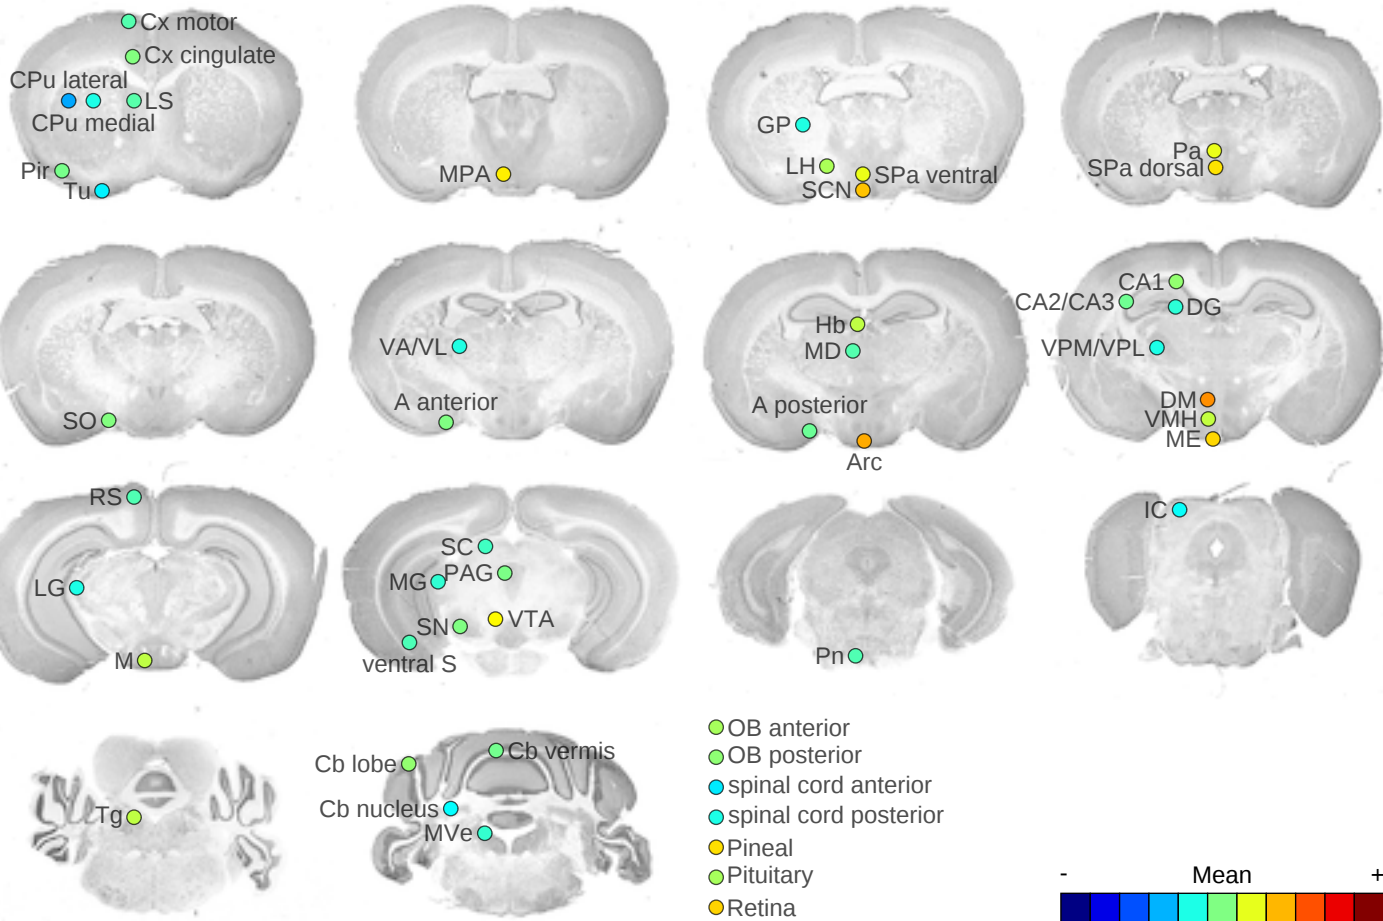 Cx motor
Cx cingulate
CPu lateral
LS
CPu medial
Pir
Tu
MPA
GP
LH
SPa ventral
SCN
Pa
SPa dorsal
SO
VA/VL
A anterior
Hb
MD
A posterior
Arc
CA1
CA2/CA3
DG
VPM/VPL
DM
VMH
ME
RS
LG
M
SC
MG
PAG
SN
VTA
ventral S
Pn
IC
Tg
Cb lobe
Cb vermis
Cb nucleus
MVe
OB anterior
OB posterior
spinal cord anterior
spinal cord posterior
Pineal
Pituitary
Retina
- Mean +